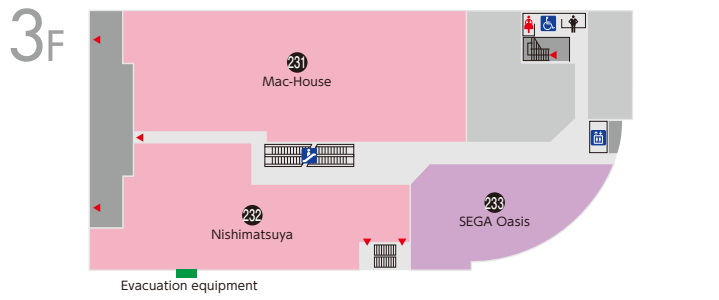 3F
231
Mac-House
232
Nishimatsuya
233
SEGA Oasis
Evacuation equipment